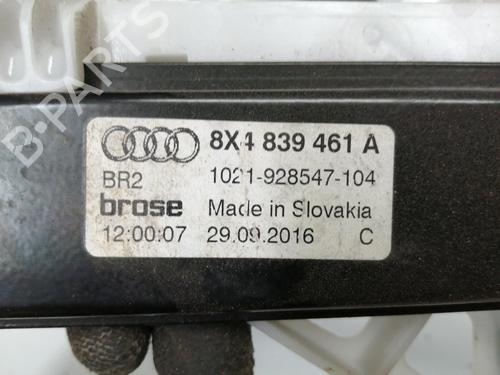 B-PARTS
8X4 839 461 A
BR2 1021-928547-104
brose Made in Slovakia
12:00:07 29.09.2016 C